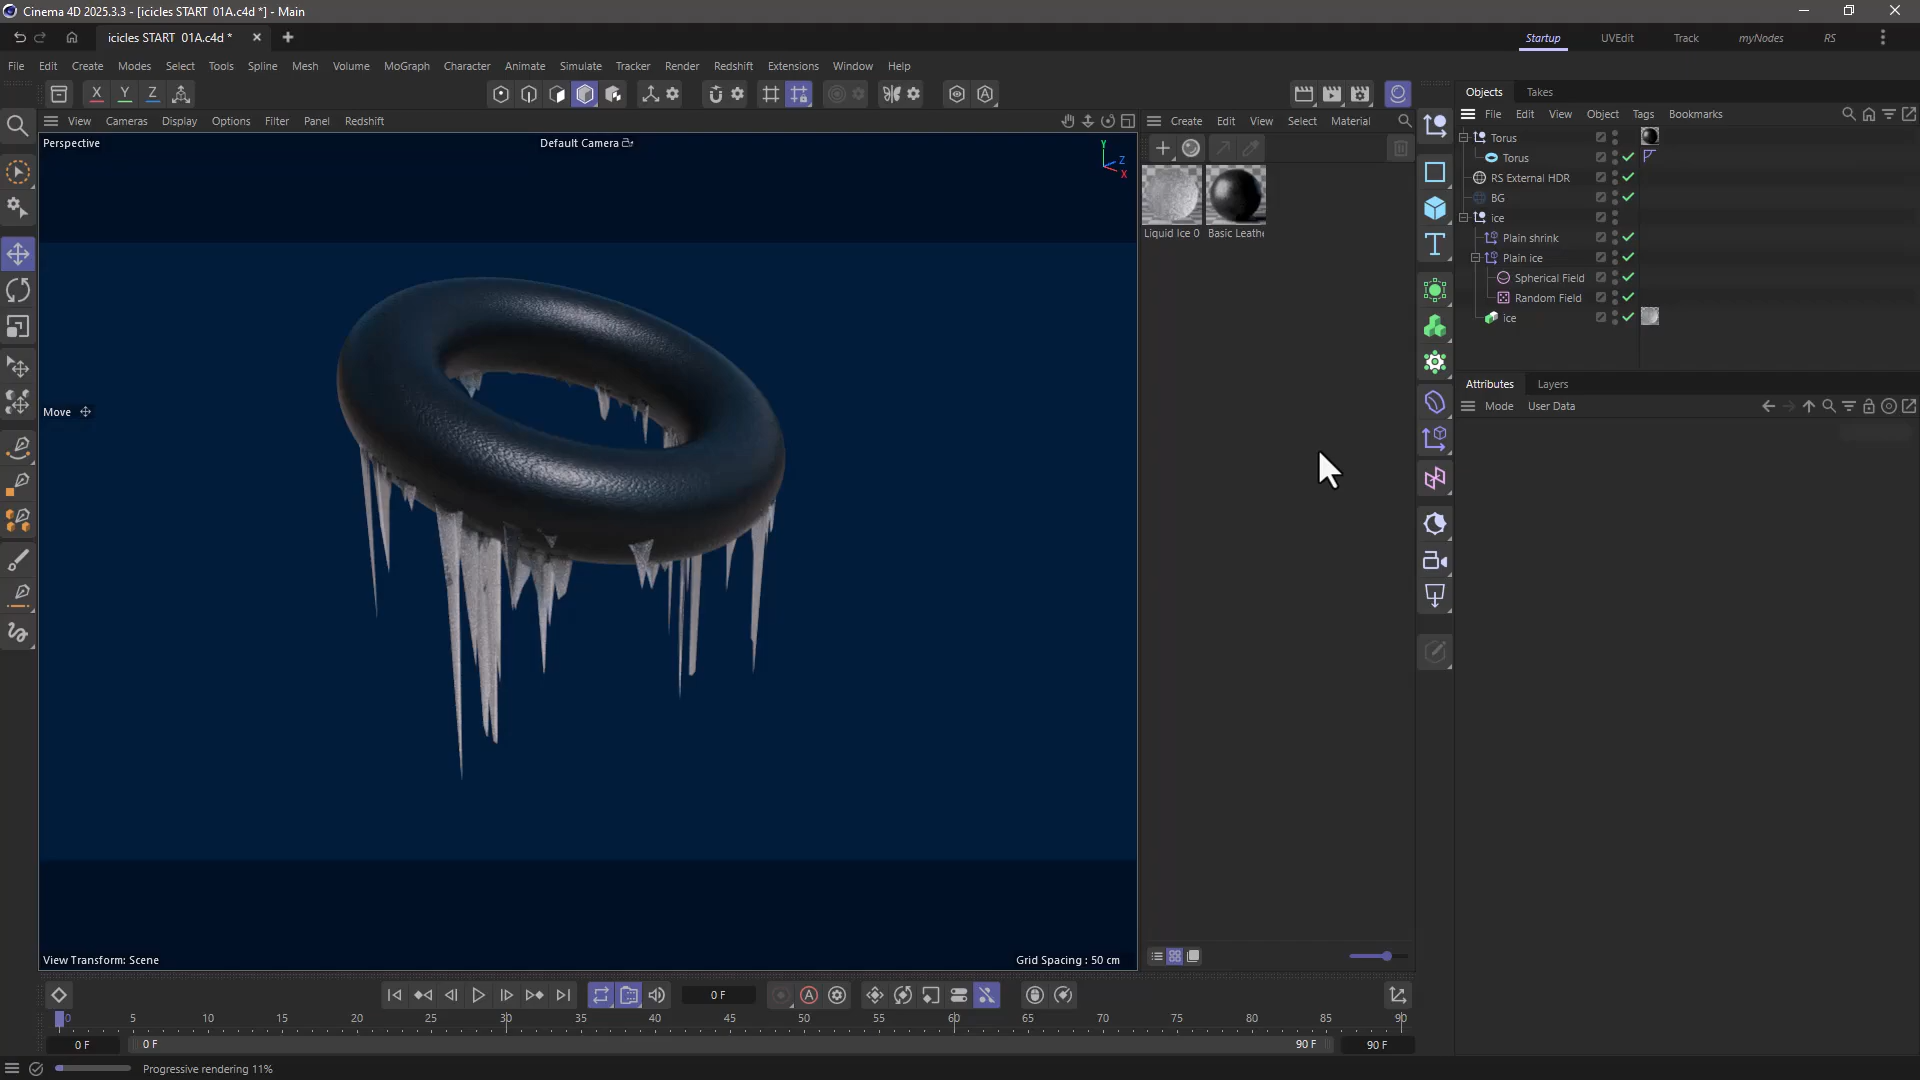 Cinema 4D 2025.3.3 - [icicles START 01A.c4d *] - Main
icicles START 01A.c4d *
Startup
UVEdit
Track
myNodes
RS
File Edit Create Modes Select Tools Spline Mesh Volume MoGraph Character Animate Simulate Tracker Render Redshift Extensions Window Help
X Y Z
Objects Takes
File Edit Object Tags Bookmarks
View Cameras Display Options Filter Panel Redshift
Create Edit View Select Material
File Edit View Object Tags Bookmarks
Perspective
Default Camera
Y
Z
X
Move
Liquid Ice 0
Basic Leathe
Torus
Torus
RS External HDR
BG
ice
Plain shrink
Plain ice
Spherical Field
Random Field
ice
Attributes Layers
Mode User Data
View Transform: Scene
Grid Spacing : 50 cm
0 F
0 5 10 15 20 25 30 35 40 45 50 55 60 65 70 75 80 85 90
0 F
0 F
90 F
90 F
Progressive rendering 11%